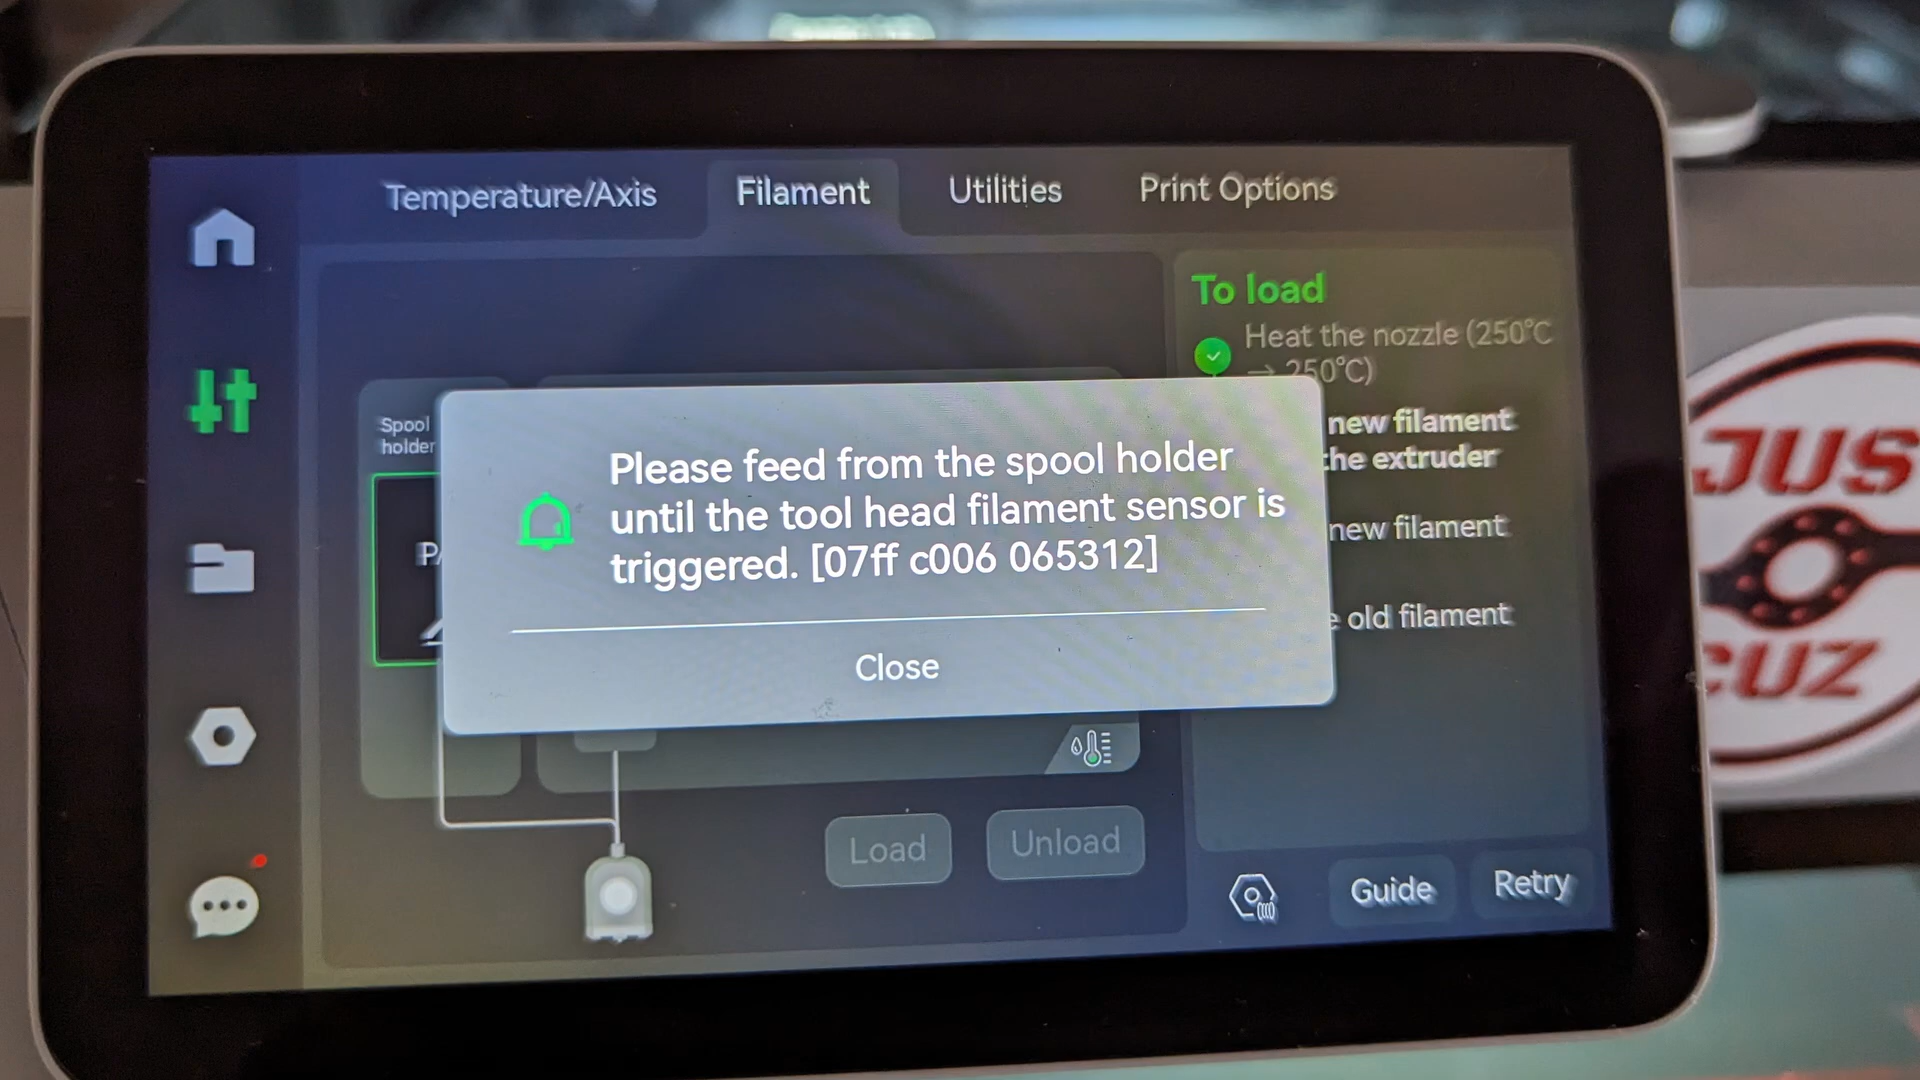 Temperature/Axis
Filament
Utilities
Print Options
To load
Heat the nozzle (250°C
→ 250°C)
new filament
the extruder
new filament
old filament
Spool
holder
Please feed from the spool holder
until the tool head filament sensor is
triggered. [07ff c006 065312]
Close
Load
Unload
Guide
Retry
JUS
CUZ